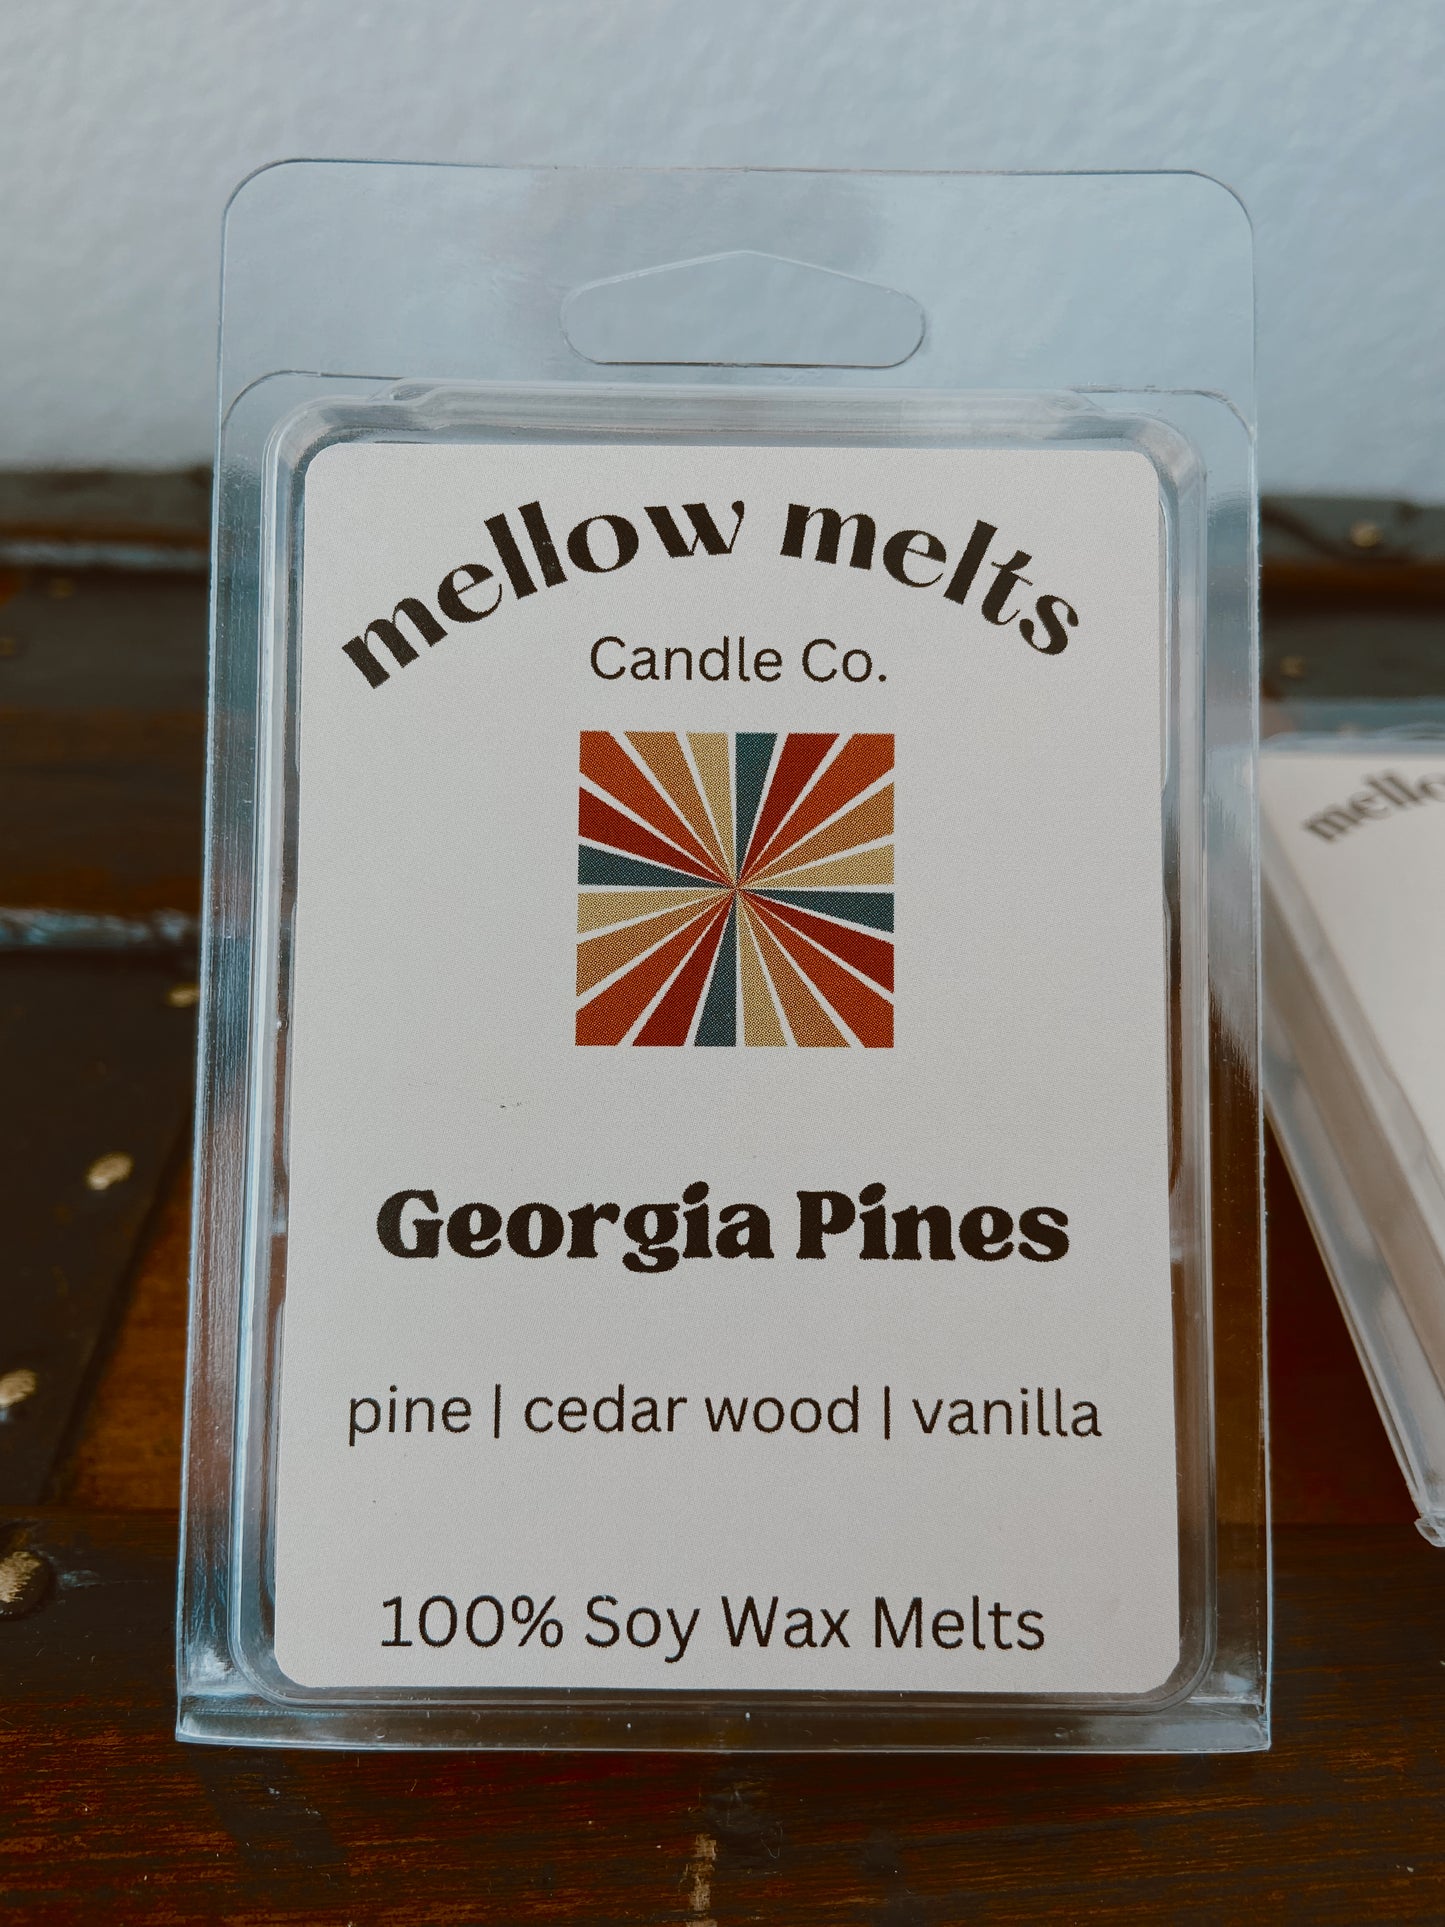 mellow melts
Candle Co.
Georgia Pines
pine | cedar wood | vanilla
100% Soy Wax Melts